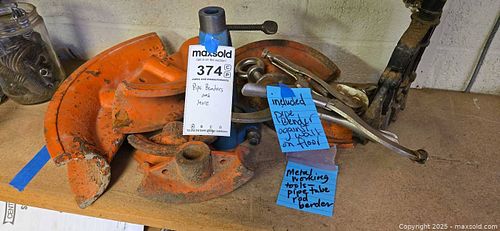 maxsold
374
Pipe Benders
and
More
included
pipe
Bender
against
wall
on floor
metal
working
tools-
pipe tube
rod
bender
Copyright 2025 - maxsold.com